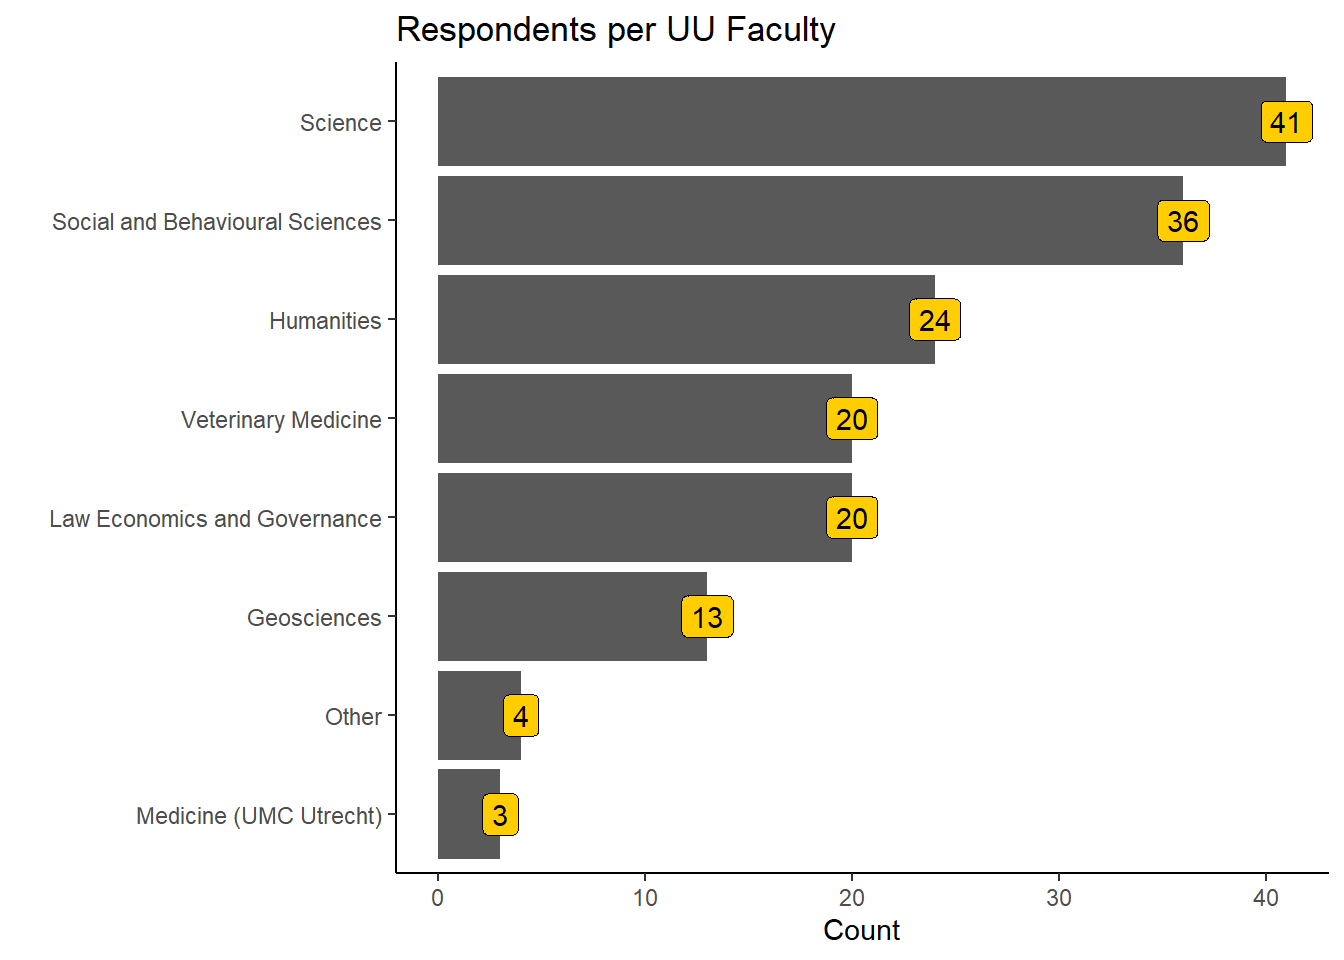 Respondents per UU Faculty
Science
41
Social and Behavioural Sciences
36
Humanities
24
Veterinary Medicine
20
Law Economics and Governance
20
Geosciences
13
Other
4
Medicine (UMC Utrecht)
3
0 10 20 30 40
Count